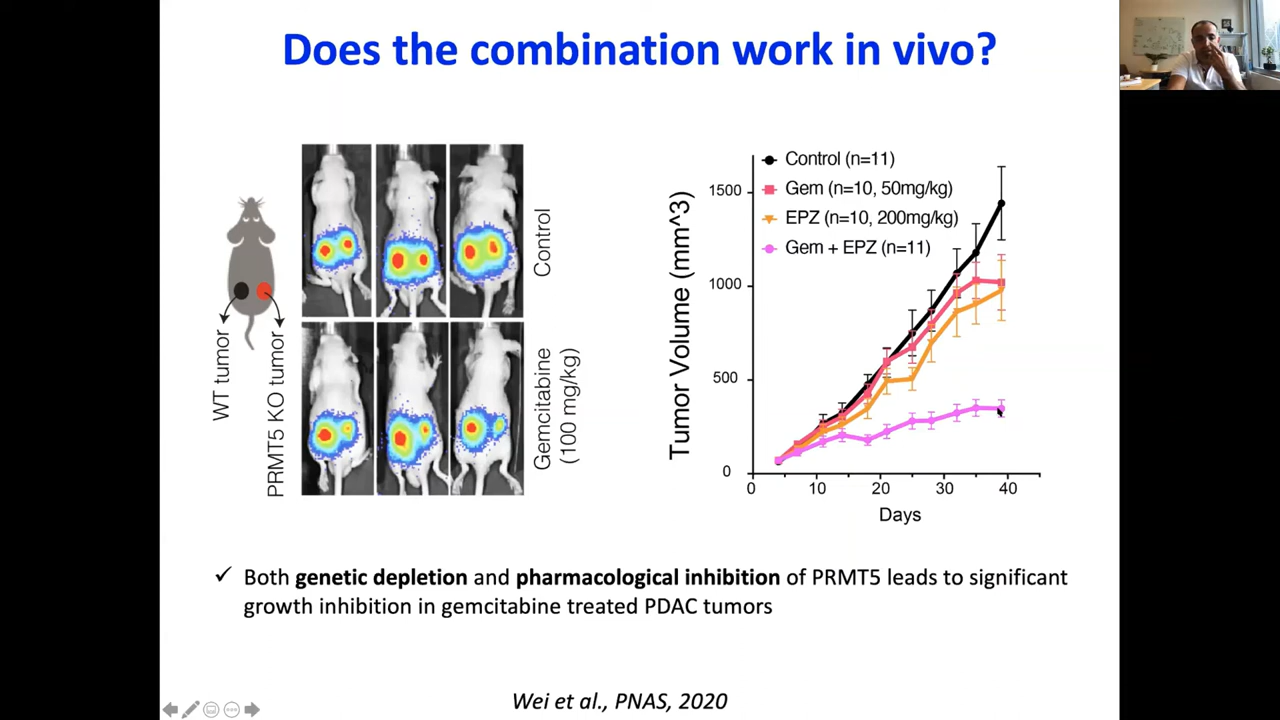 Does the combination work in vivo?
WT tumor
PRMT5 KO tumor
Control
Gemcitabine
(100 mg/kg)
Tumor Volume (mm^3)
1500
1000
500
0
Control (n=11)
Gem (n=10, 50mg/kg)
EPZ (n=10, 200mg/kg)
Gem + EPZ (n=11)
0 10 20 30 40
Days
✓ Both genetic depletion and pharmacological inhibition of PRMT5 leads to significant
growth inhibition in gemcitabine treated PDAC tumors
Wei et al., PNAS, 2020